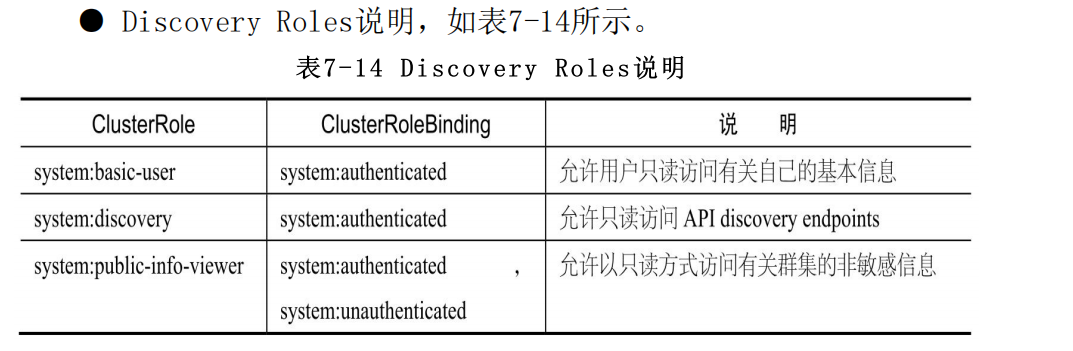 ● Discovery Roles说明，如表7-14所示。
表7-14 Discovery Roles说明
ClusterRole ClusterRoleBinding 说 明
system:basic-user system:authenticated 允许用户只读访问有关自己的基本信息
system:discovery system:authenticated 允许只读访问 API discovery endpoints
system:public-info-viewer system:authenticated , 允许以只读方式访问有关群集的非敏感信息
system:unauthenticated